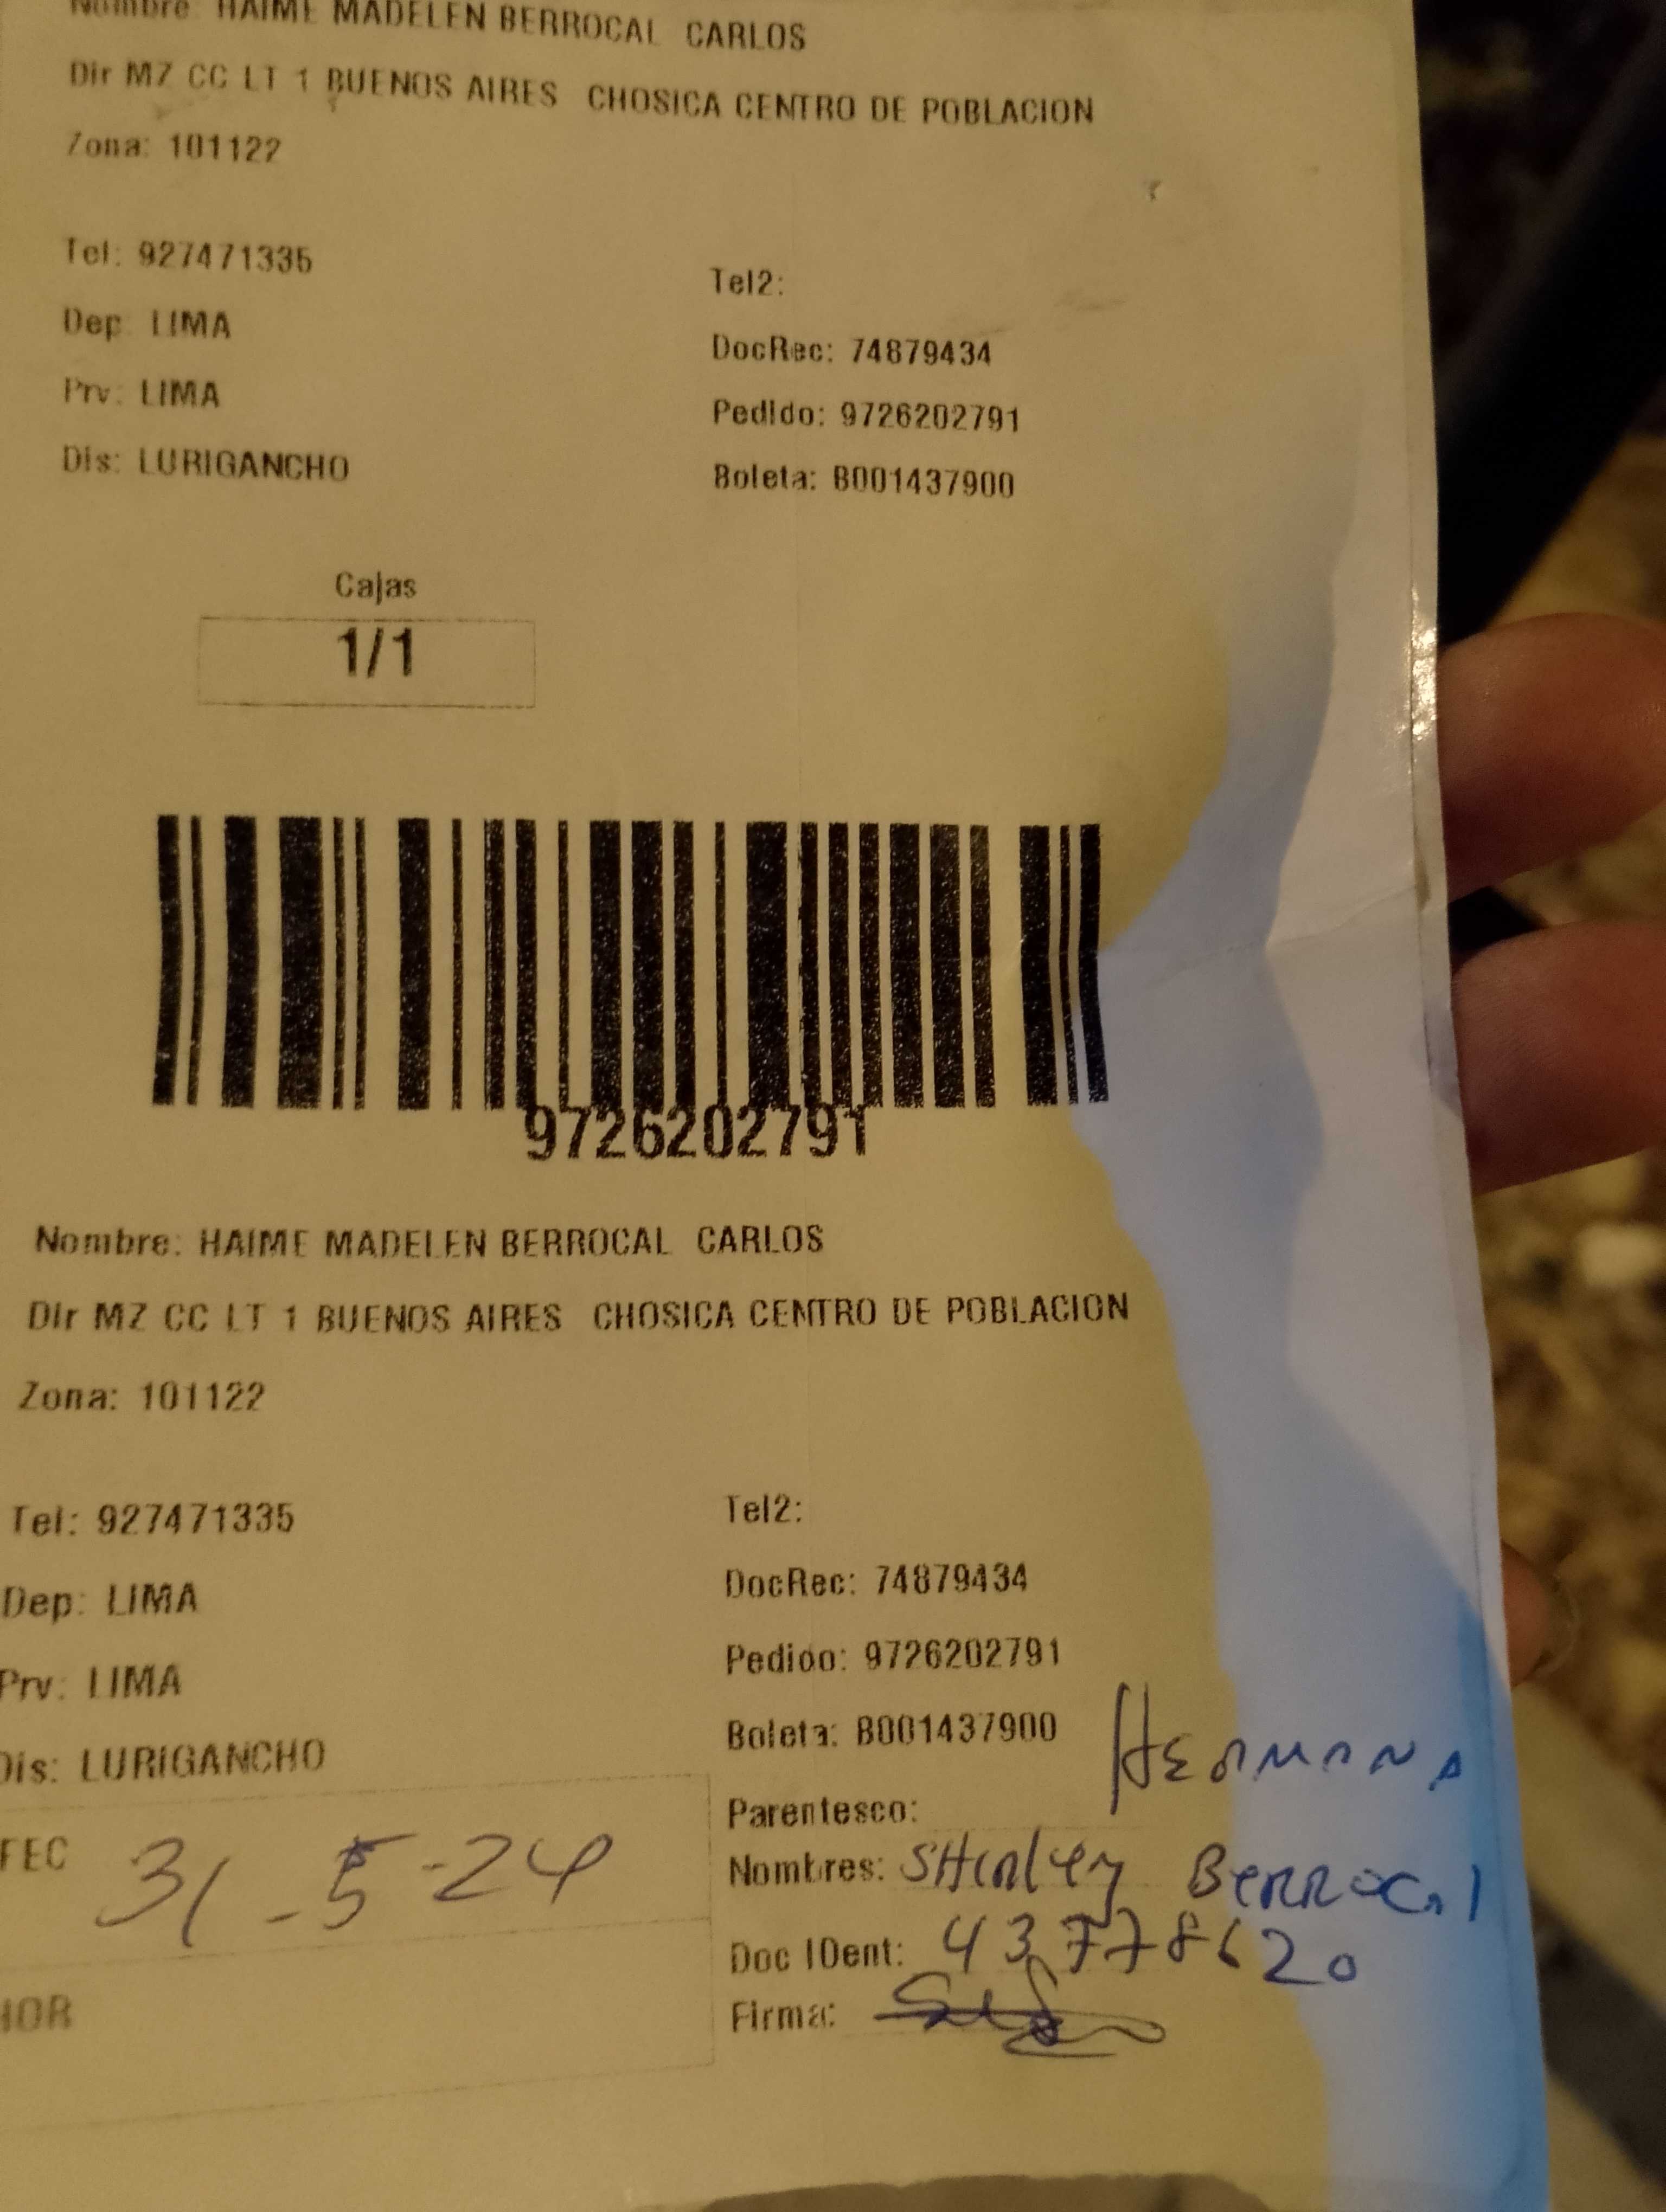 Nombre: HAIME MADELEN BERROCAL CARLOS
Dir MZ CC LT 1 BUENOS AIRES CHOSICA CENTRO DE POBLACION
Zona: 101122
Tel: 927471335
Tel2:
Dep: LIMA
DocRec: 74879434
Prv: LIMA
Pedido: 9726202791
Dis: LURIGANCHO
Boleta: B001437900
Cajas
1/1
9726202791
Nombre: HAIME MADELEN BERROCAL CARLOS
Dir MZ CC LT 1 BUENOS AIRES CHOSICA CENTRO DE POBLACION
Zona: 101122
Tel: 927471335
Tel2:
Dep: LIMA
DocRec: 74879434
Prv: LIMA
Pedido: 9726202791
Dis: LURIGANCHO
Boleta: B001437900
Parentesco: HERMANA
FEC 31-5-24
Nombres: SHirley Berrocal
Doc IDent: 43778620
HOR
Firma: